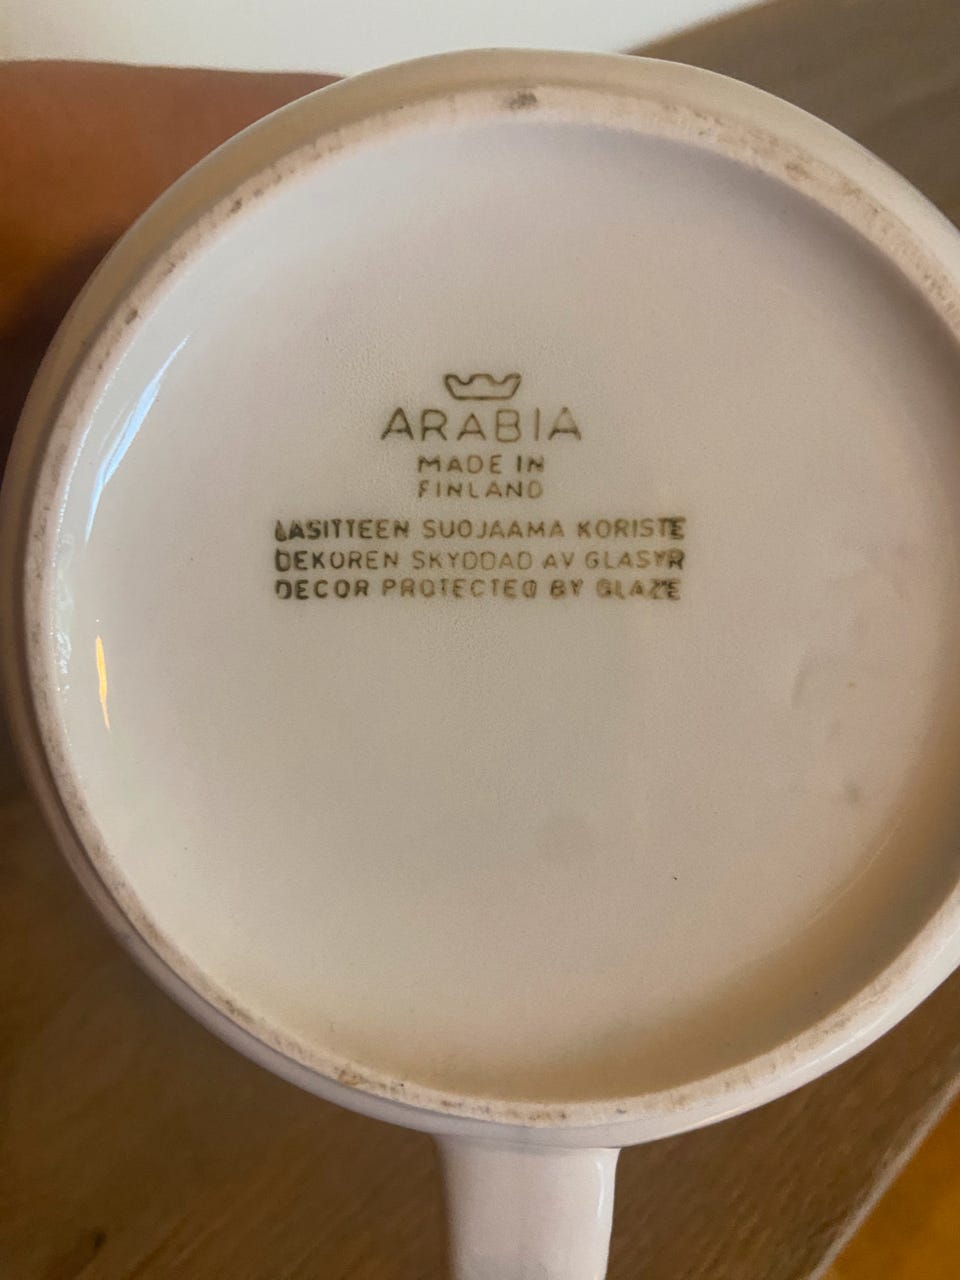 ARABIA
MADE IN
FINLAND
LASITTEEN SUOJAAMA KORISTE
DEKOREN SKYDDAD AV GLASYR
DECOR PROTECTED BY GLAZE